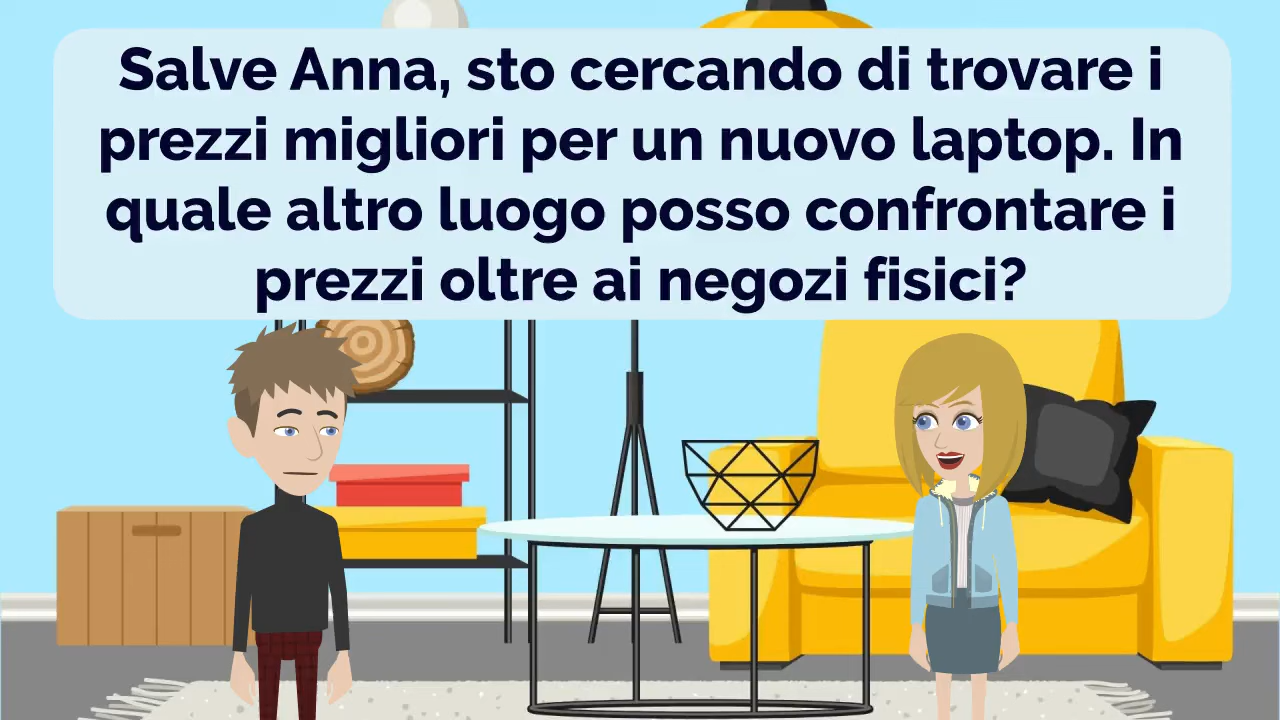 Salve Anna, sto cercando di trovare i
prezzi migliori per un nuovo laptop. In
quale altro luogo posso confrontare i
prezzi oltre ai negozi fisici?